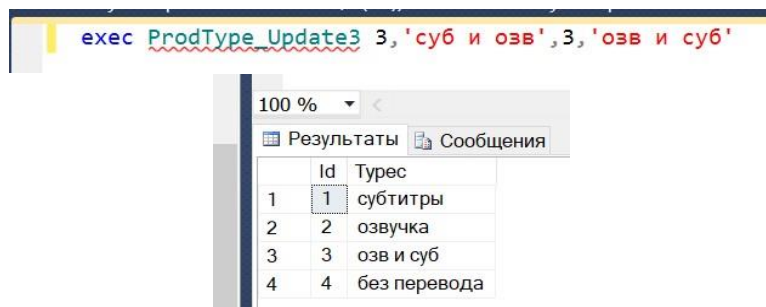 exec ProdType_Update3 3,'суб и озв',3,'озв и суб'
100 %
Результаты Сообщения
Id Typec
1 1 субтитры
2 2 озвучка
3 3 озв и суб
4 4 без перевода